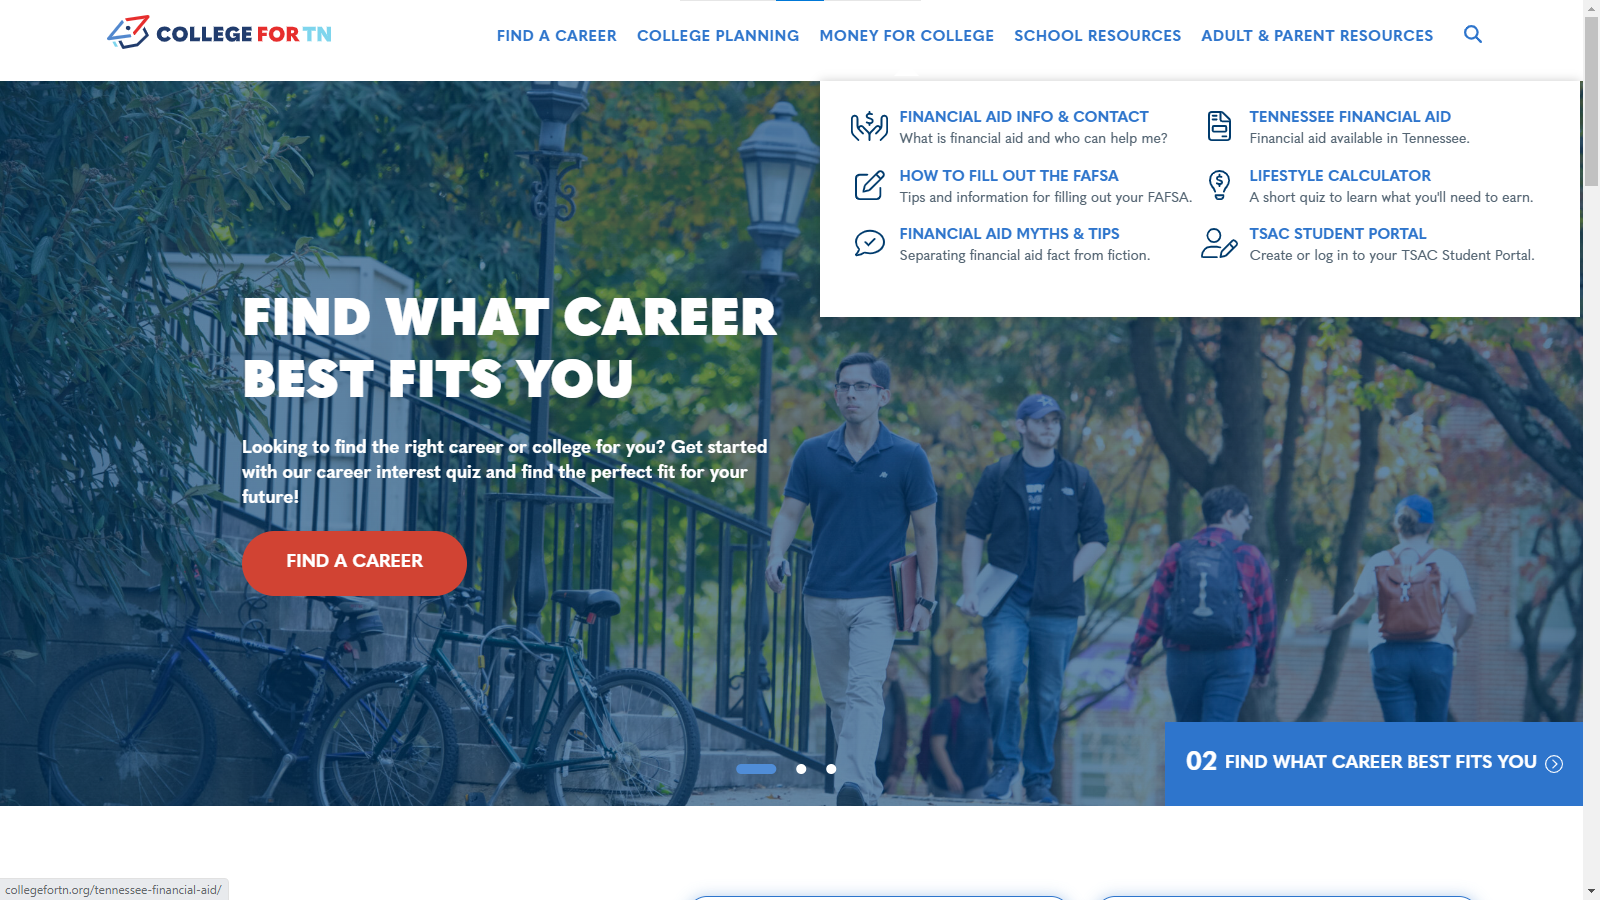 COLLEGE FOR TN
FIND A CAREER
COLLEGE PLANNING
MONEY FOR COLLEGE
SCHOOL RESOURCES
ADULT & PARENT RESOURCES
FINANCIAL AID INFO & CONTACT
What is financial aid and who can help me?
HOW TO FILL OUT THE FAFSA
Tips and information for filling out your FAFSA.
FINANCIAL AID MYTHS & TIPS
Separating financial aid fact from fiction.
TENNESSEE FINANCIAL AID
Financial aid available in Tennessee.
LIFESTYLE CALCULATOR
A short quiz to learn what you'll need to earn.
TSAC STUDENT PORTAL
Create or log in to your TSAC Student Portal.
FIND WHAT CAREER
BEST FITS YOU
Looking to find the right career or college for you? Get started
with our career interest quiz and find the perfect fit for your
future!
FIND A CAREER
02 FIND WHAT CAREER BEST FITS YOU
collegefortn.org/tennessee-financial-aid/